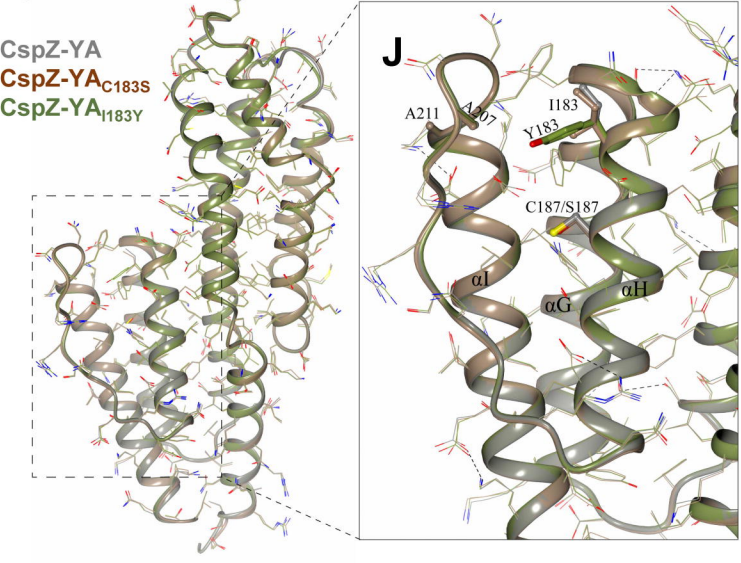 CspZ-YA
CspZ-YAC183S
CspZ-YAI183Y
J
A211
A207
I183
Y183
C187/S187
αI
αG
αH